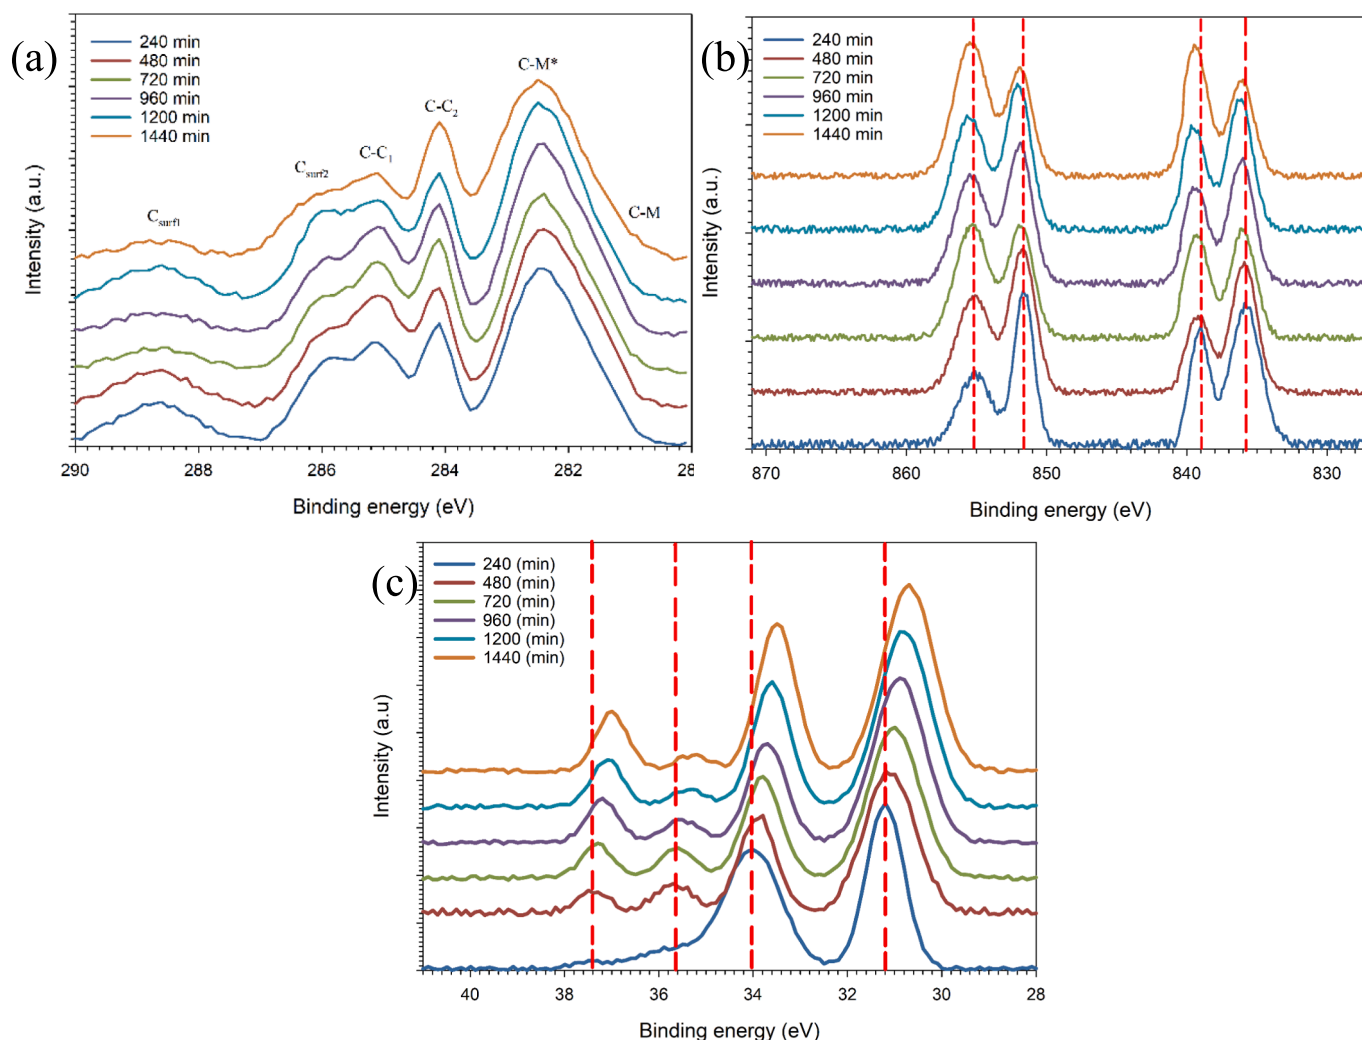 (a)
240 min
480 min
720 min
960 min
1200 min
1440 min
C-M*
C-C2
C-C1
Csurf2
Csurf1
C-M
Intensity (a.u.)
290 288 286 284 282 28
Binding energy (eV)
(b)
240 min
480 min
720 min
960 min
1200 min
1440 min
Intensity (a.u.)
870 860 850 840 830
Binding energy (eV)
(c)
240 (min)
480 (min)
720 (min)
960 (min)
1200 (min)
1440 (min)
Intensity (a.u)
40 38 36 34 32 30 28
Binding energy (eV)